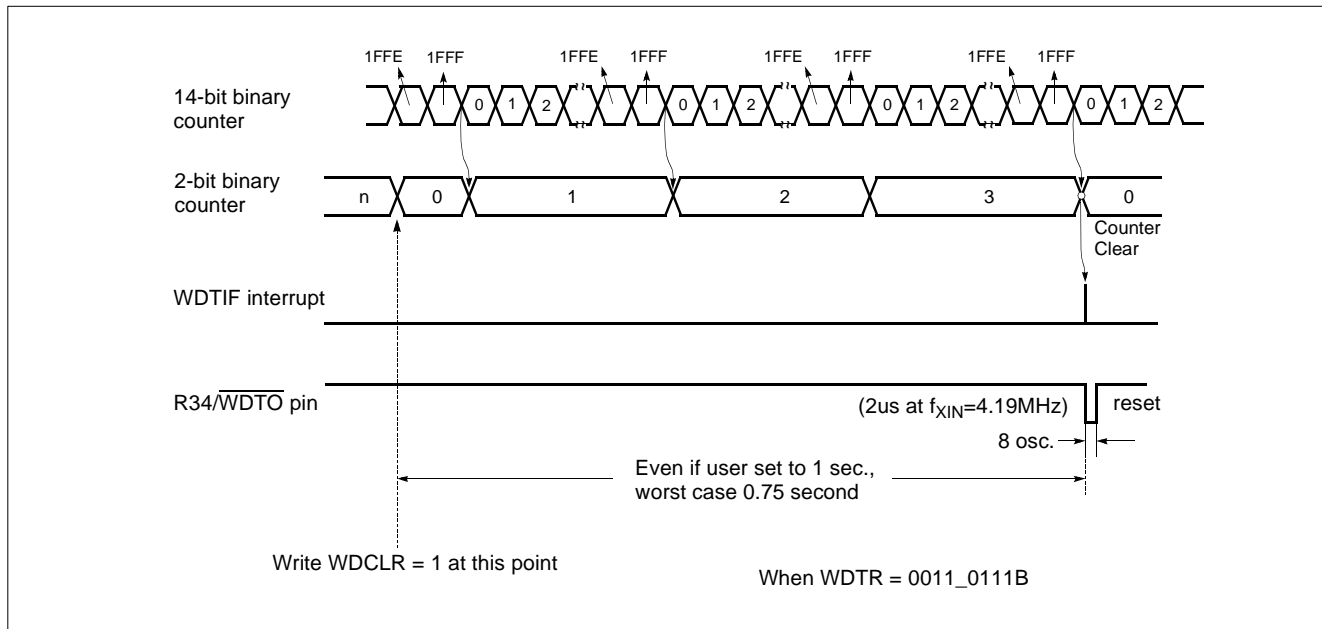 1FFE 1FFF 1FFE 1FFF 1FFE 1FFF 1FFE 1FFF
14-bit binary
counter
0 1 2 0 1 2 0 1 2 0 1 2
2-bit binary
counter
n 0 1 2 3 0
Counter
Clear
WDTIF interrupt
R34/WDTO pin
(2us at fXIN=4.19MHz)
reset
8 osc.
Even if user set to 1 sec.,
worst case 0.75 second
Write WDCLR = 1 at this point
When WDTR = 0011_0111B